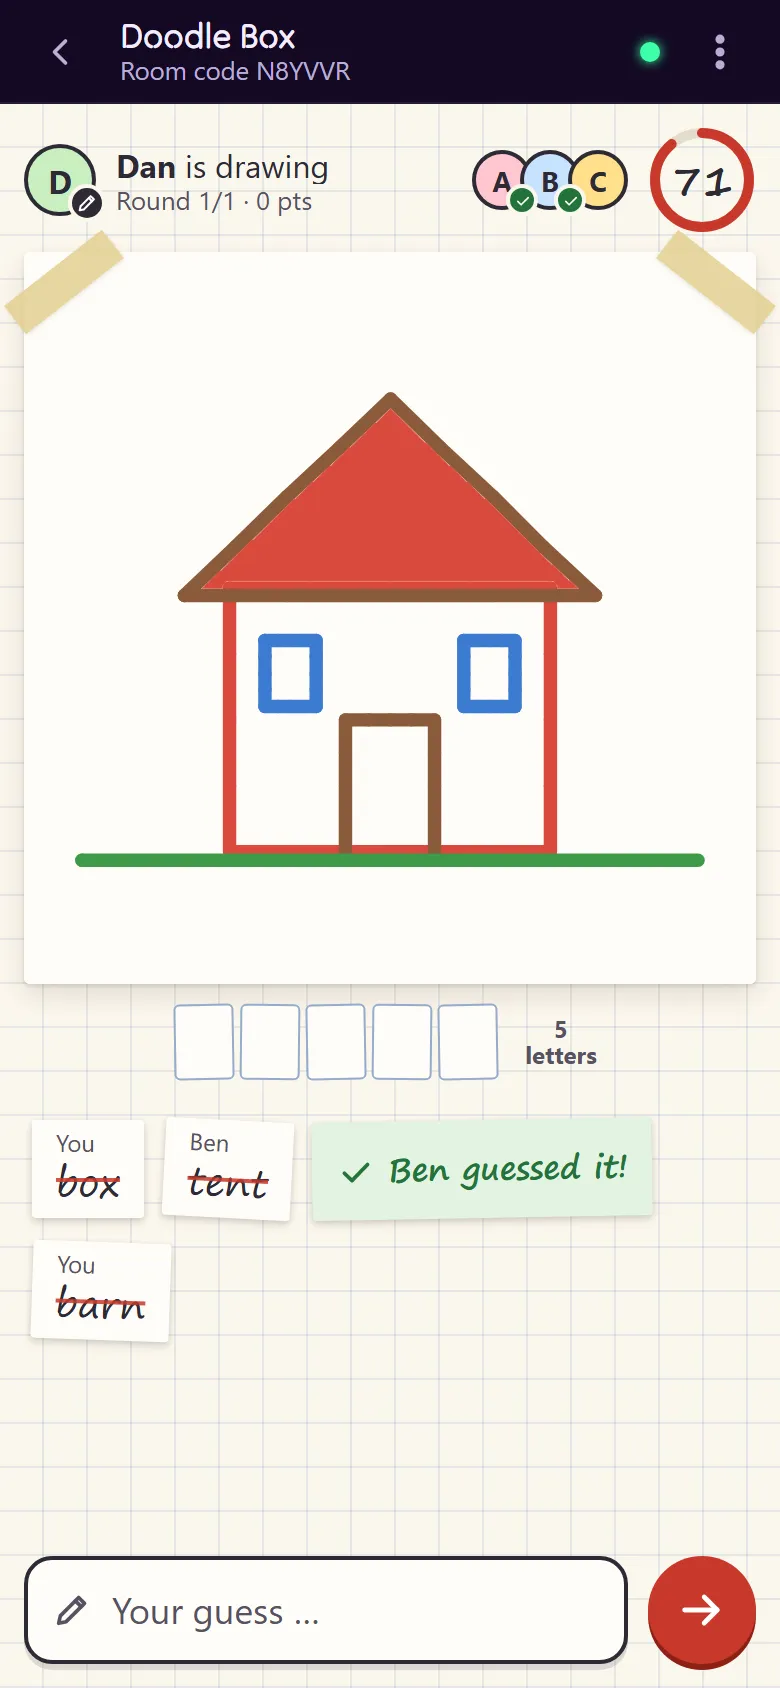 Doodle Box
Room code N8YVVR
D
Dan is drawing
Round 1/1 · 0 pts
A B C
71
5
letters
You
box
Ben
tent
Ben guessed it!
You
barn
Your guess ...